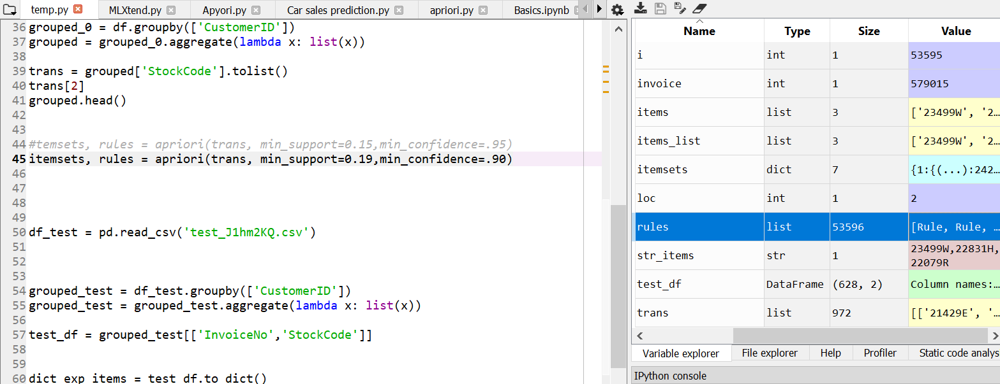 temp.py MLXtend.py Apyori.py Car sales prediction.py apriori.py Basics.ipynb
36 grouped_0 = df.groupby(['CustomerID'])
37 grouped = grouped_0.aggregate(lambda x: list(x))
38
39 trans = grouped['StockCode'].tolist()
40 trans[2]
41 grouped.head()
42
43
44 #temsets, rules = apriori(trans, min_support=0.15,min_confidence=.95)
45 itemsets, rules = apriori(trans, min_support=0.19,min_confidence=.90)
46
47
48
49
50 df_test = pd.read_csv('test_J1hm2KQ.csv')
51
52
53
54 grouped_test = df_test.groupby(['CustomerID'])
55 grouped_test = grouped_test.aggregate(lambda x: list(x))
56
57 test_df = grouped_test[['InvoiceNo','StockCode']]
58
59
60 dict_exp_items = test_df.to_dict()
Name Type Size Value
i int 1 53595
invoice int 1 579015
items list 3 ['23499W', '2…
items_list list 3 ['23499W', '2…
itemsets dict 7 {1:{(...):242…
loc int 1 2
rules list 53596 [Rule, Rule, …
str_items str 1 23499W,22831H,
22079R
test_df DataFrame (628, 2) Column names:…
trans list 972 [['21429E', '…
Variable explorer File explorer Help Profiler Static code analys
IPython console